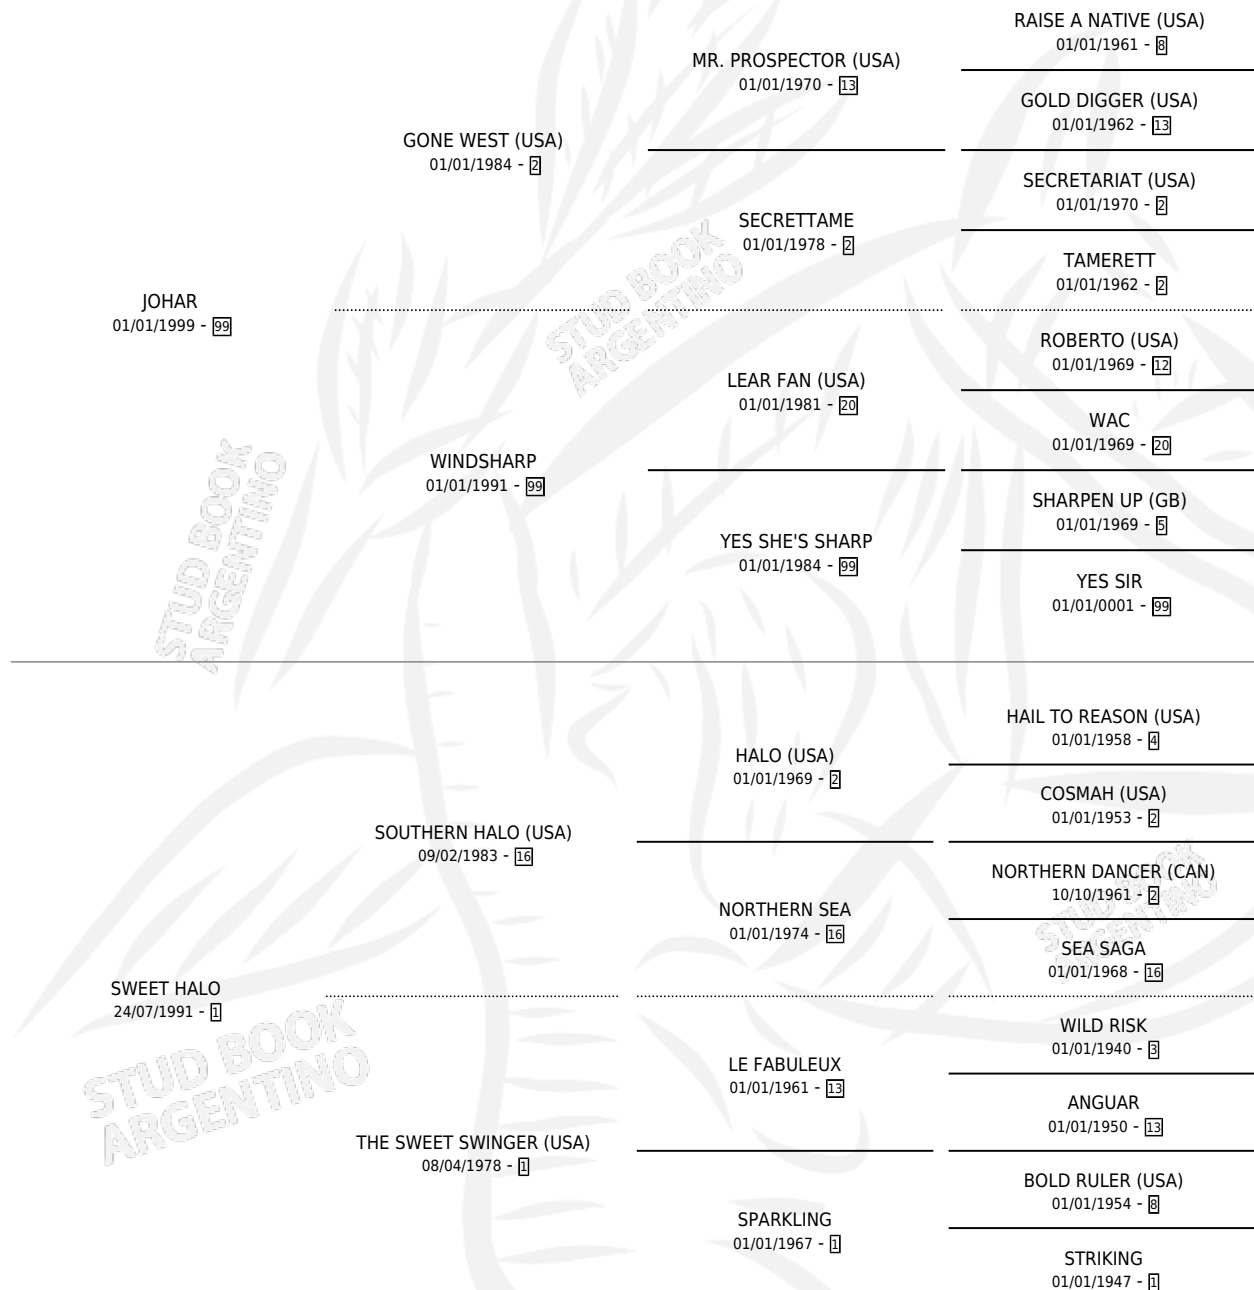 RAISE A NATIVE (USA)
01/01/1961 - 8
MR. PROSPECTOR (USA)
01/01/1970 - 13
GOLD DIGGER (USA)
01/01/1962 - 13
GONE WEST (USA)
01/01/1984 - 2
SECRETARIAT (USA)
01/01/1970 - 2
SECRETTAME
01/01/1978 - 2
TAMERETT
01/01/1962 - 2
JOHAR
01/01/1999 - 99
ROBERTO (USA)
01/01/1969 - 12
LEAR FAN (USA)
01/01/1981 - 20
WAC
01/01/1969 - 20
WINDSHARP
01/01/1991 - 99
SHARPEN UP (GB)
01/01/1969 - 5
YES SHE'S SHARP
01/01/1984 - 99
YES SIR
01/01/0001 - 99
STUD BOOK
ARGENTINO
STUD BOOK
ARGENTINO
HAIL TO REASON (USA)
01/01/1958 - 4
HALO (USA)
01/01/1969 - 2
COSMAH (USA)
01/01/1953 - 2
SOUTHERN HALO (USA)
09/02/1983 - 16
NORTHERN DANCER (CAN)
10/10/1961 - 2
NORTHERN SEA
01/01/1974 - 16
SEA SAGA
01/01/1968 - 16
SWEET HALO
24/07/1991 - 1
WILD RISK
01/01/1940 - 3
LE FABULEUX
01/01/1961 - 13
ANGUAR
01/01/1950 - 13
THE SWEET SWINGER (USA)
08/04/1978 - 1
BOLD RULER (USA)
01/01/1954 - 8
SPARKLING
01/01/1967 - 1
STRIKING
01/01/1947 - 1
STUD BOOK
ARGENTINO
STUD BOOK
ARGENTINO